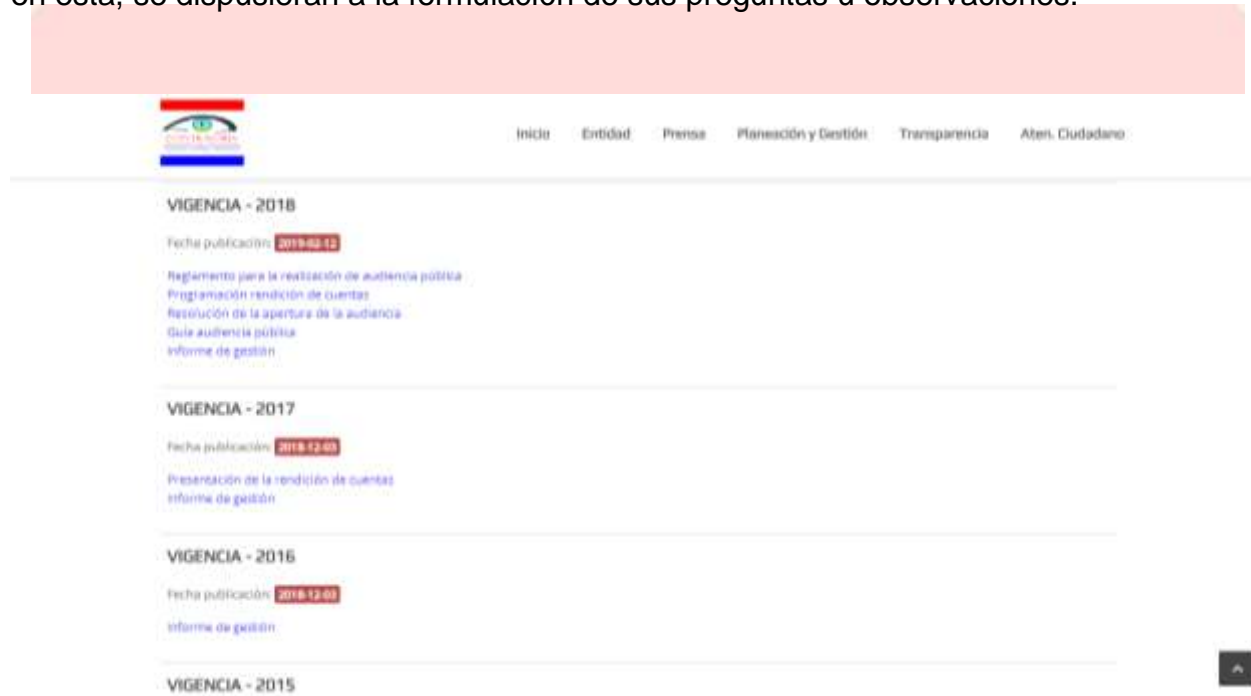 en esta, se dispusieran a la formulación de sus preguntas u observaciones.
Inicio Entidad Prensa Planeación y Gestión Transparencia Aten. Ciudadano
VIGENCIA - 2018
Fecha publicación: 2019-02-12
Reglamento para la realización de audiencia pública
Programación rendición de cuentas
Resolución de la apertura de la audiencia
Guía audiencia pública
Informe de gestión
VIGENCIA - 2017
Fecha publicación: 2018-12-03
Presentación de la rendición de cuentas
Informe de gestión
VIGENCIA - 2016
Fecha publicación: 2018-12-03
Informe de gestión
VIGENCIA - 2015